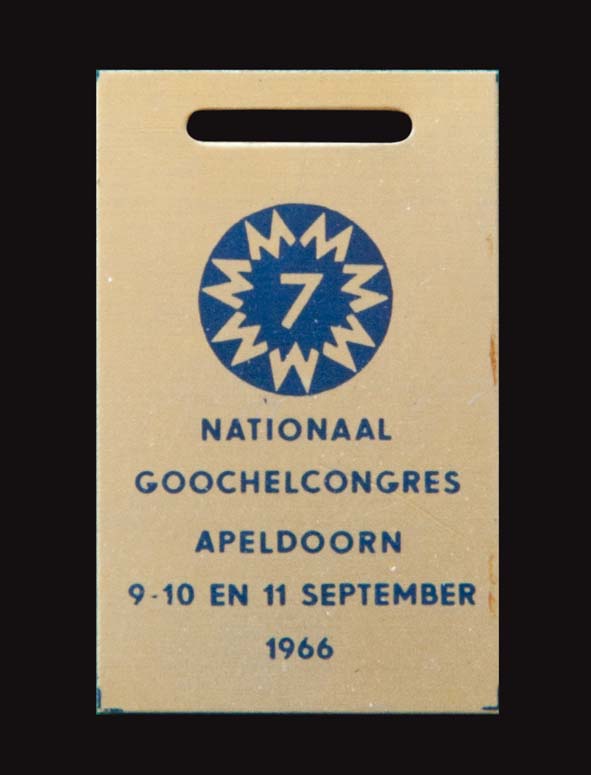 7
NATIONAAL
GOOCHELCONGRES
APELDOORN
9-10 EN 11 SEPTEMBER
1966